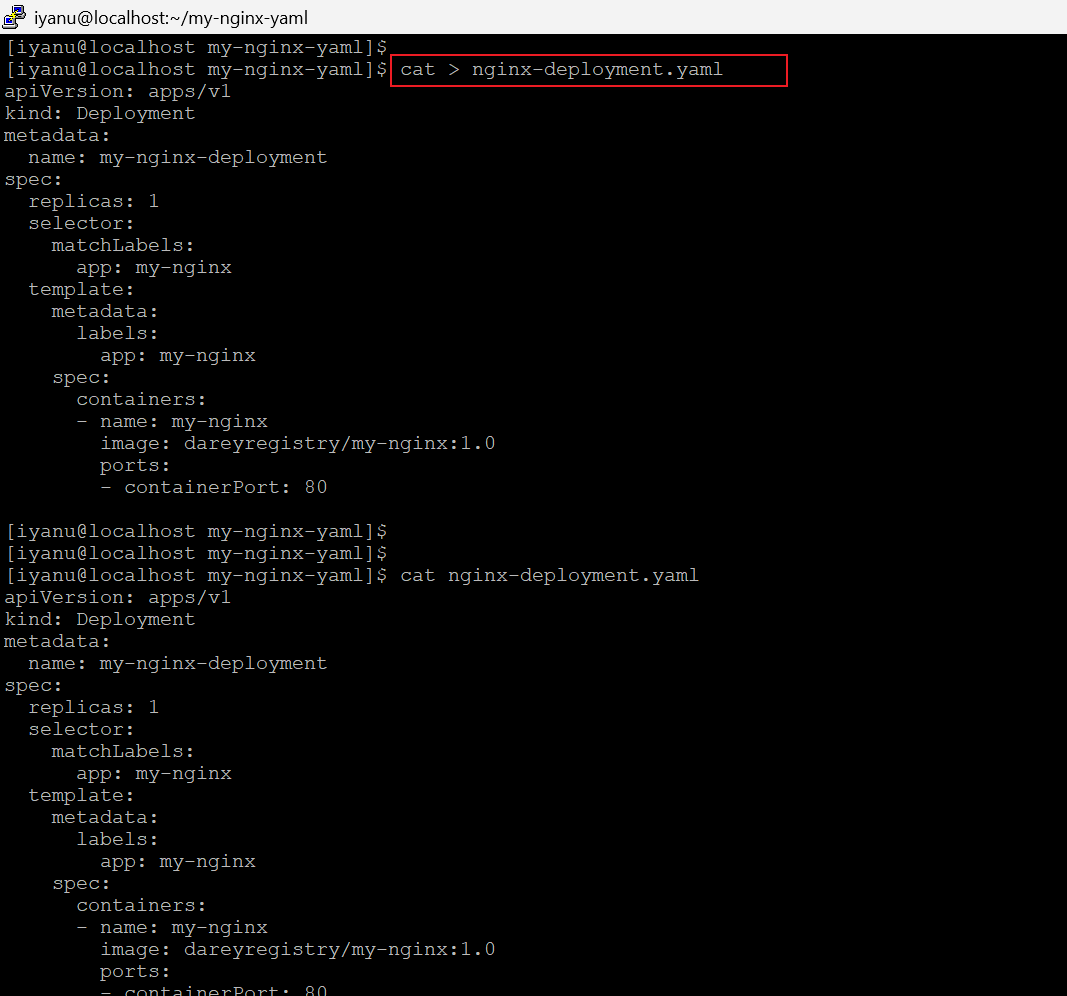 iyanu@localhost:~/my-nginx-yaml
[iyanu@localhost my-nginx-yaml]$
[iyanu@localhost my-nginx-yaml]$ cat > nginx-deployment.yaml
apiVersion: apps/v1
kind: Deployment
metadata:
  name: my-nginx-deployment
spec:
  replicas: 1
  selector:
    matchLabels:
      app: my-nginx
  template:
    metadata:
      labels:
        app: my-nginx
    spec:
      containers:
      - name: my-nginx
        image: dareyregistry/my-nginx:1.0
        ports:
        - containerPort: 80

[iyanu@localhost my-nginx-yaml]$
[iyanu@localhost my-nginx-yaml]$
[iyanu@localhost my-nginx-yaml]$ cat nginx-deployment.yaml
apiVersion: apps/v1
kind: Deployment
metadata:
  name: my-nginx-deployment
spec:
  replicas: 1
  selector:
    matchLabels:
      app: my-nginx
  template:
    metadata:
      labels:
        app: my-nginx
    spec:
      containers:
      - name: my-nginx
        image: dareyregistry/my-nginx:1.0
        ports:
        - containerPort: 80